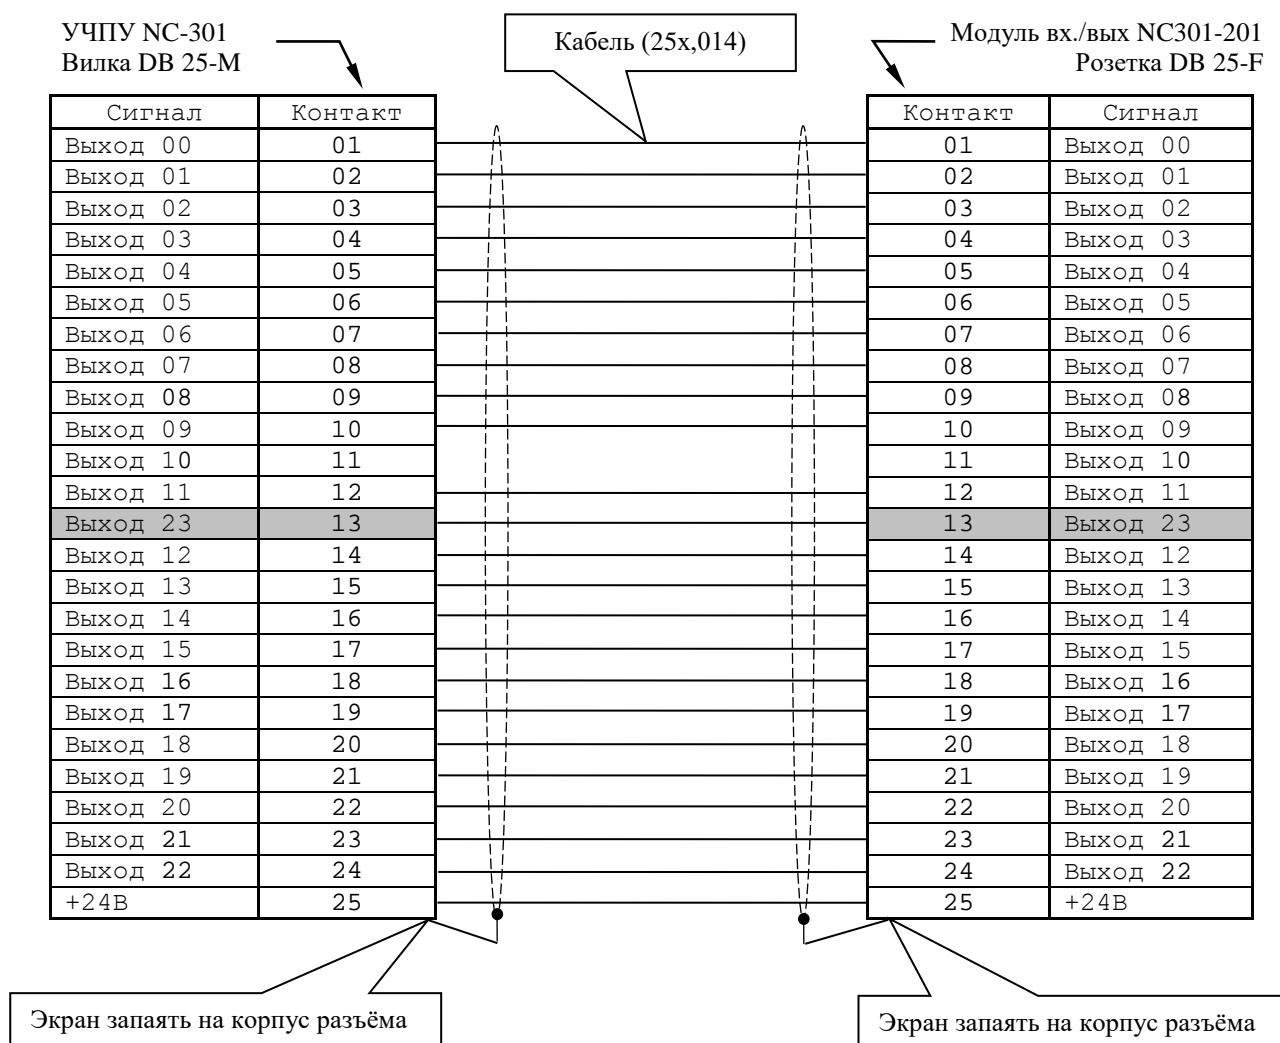 УЧПУ NC-301
Вилка DB 25-M
Кабель (25x,014)
Модуль вх./вых NC301-201
Розетка DB 25-F
Сигнал Контакт Контакт Сигнал
Выход 00 01 01 Выход 00
Выход 01 02 02 Выход 01
Выход 02 03 03 Выход 02
Выход 03 04 04 Выход 03
Выход 04 05 05 Выход 04
Выход 05 06 06 Выход 05
Выход 06 07 07 Выход 06
Выход 07 08 08 Выход 07
Выход 08 09 09 Выход 08
Выход 09 10 10 Выход 09
Выход 10 11 11 Выход 10
Выход 11 12 12 Выход 11
Выход 23 13 13 Выход 23
Выход 12 14 14 Выход 12
Выход 13 15 15 Выход 13
Выход 14 16 16 Выход 14
Выход 15 17 17 Выход 15
Выход 16 18 18 Выход 16
Выход 17 19 19 Выход 17
Выход 18 20 20 Выход 18
Выход 19 21 21 Выход 19
Выход 20 22 22 Выход 20
Выход 21 23 23 Выход 21
Выход 22 24 24 Выход 22
+24В 25 25 +24В
Экран запаять на корпус разъёма
Экран запаять на корпус разъёма